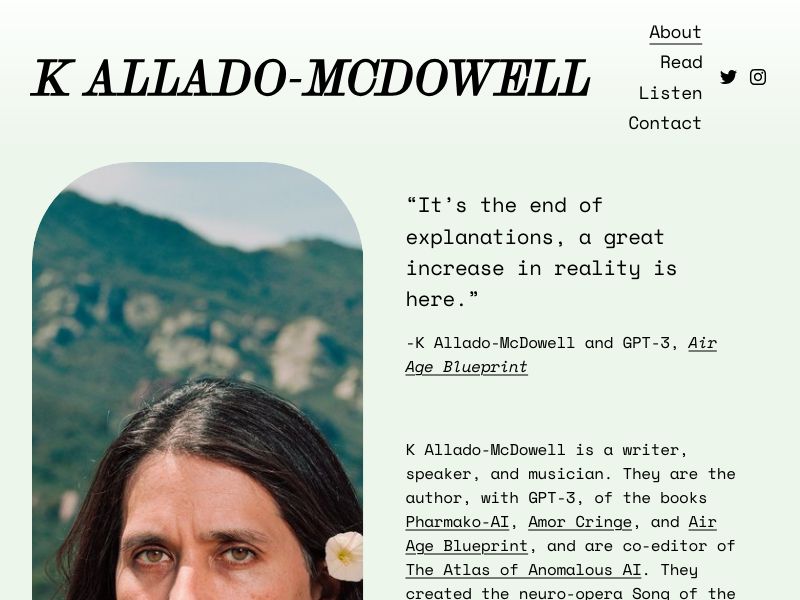 K ALLADO-MCDOWELL
About
Read
Listen
Contact
“It’s the end of
explanations, a great
increase in reality is
here.”
-K Allado-McDowell and GPT-3, Air
Age Blueprint
K Allado-McDowell is a writer,
speaker, and musician. They are the
author, with GPT-3, of the books
Pharmako-AI, Amor Cringe, and Air
Age Blueprint, and are co-editor of
The Atlas of Anomalous AI. They
created the neuro-opera Song of the